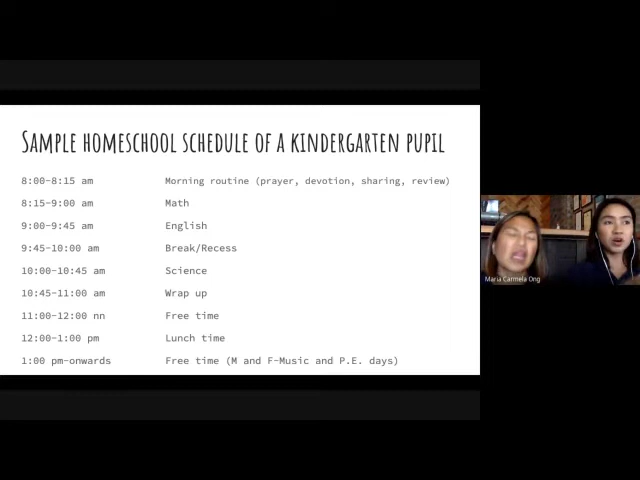 SAMPLE HOMESCHOOL SCHEDULE OF A KINDERGARTEN PUPIL
8:00-8:15 am Morning routine (prayer, devotion, sharing, review)
8:15-9:00 am Math
9:00-9:45 am English
9:45-10:00 am Break/Recess
10:00-10:45 am Science
10:45-11:00 am Wrap up
11:00-12:00 nn Free time
12:00-1:00 pm Lunch time
1:00 pm-onwards Free time (M and F-Music and P.E. days)
Maria Carmela Ong